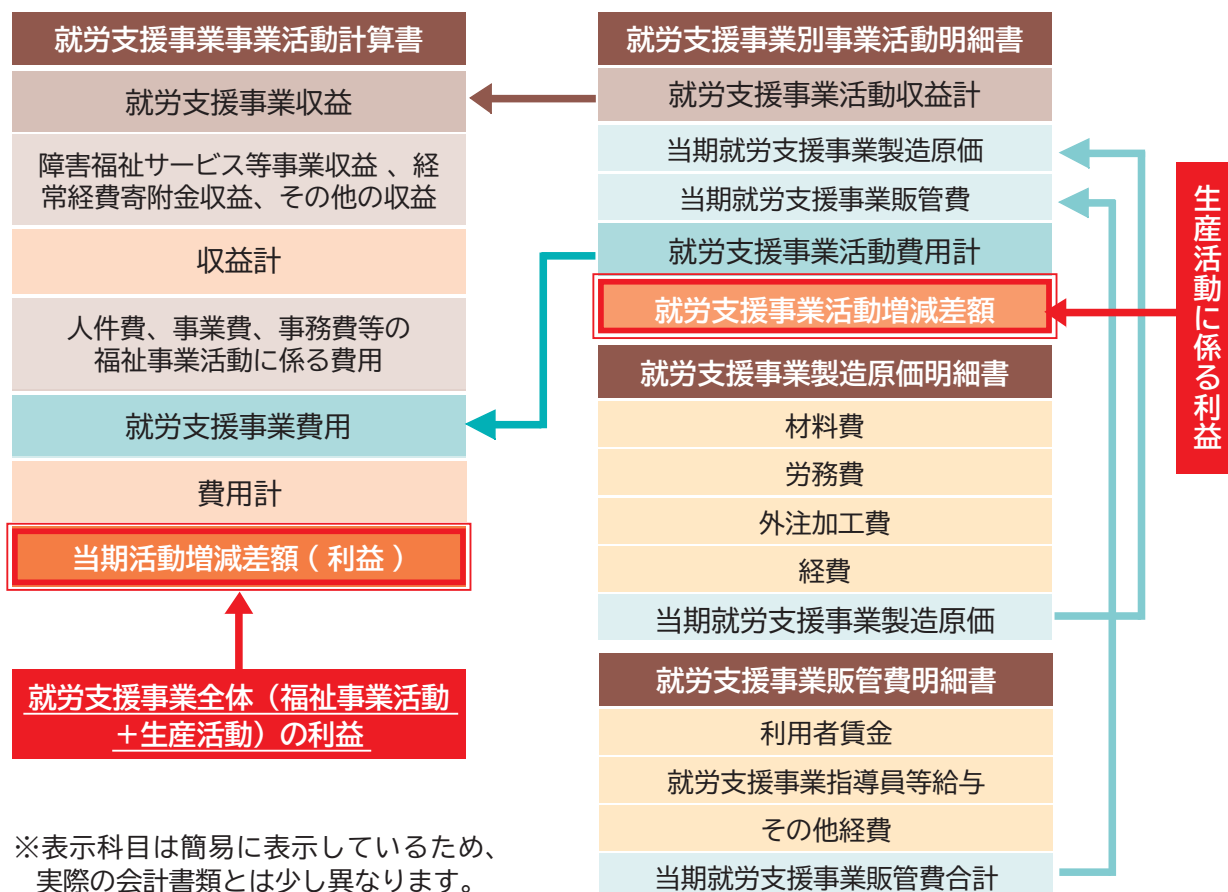 就労支援事業事業活動計算書
就労支援事業収益
障害福祉サービス等事業収益 、経
常経費寄附金収益、その他の収益
収益計
人件費、事業費、事務費等の
福祉事業活動に係る費用
就労支援事業費用
費用計
当期活動増減差額（ 利益 ）
就労支援事業全体（福祉事業活動
＋生産活動）の利益
※表示科目は簡易に表示しているため、
実際の会計書類とは少し異なります。
就労支援事業別事業活動明細書
就労支援事業活動収益計
当期就労支援事業製造原価
当期就労支援事業販管費
就労支援事業活動費用計
就労支援事業活動増減差額
就労支援事業製造原価明細書
材料費
労務費
外注加工費
経費
当期就労支援事業製造原価
就労支援事業販管費明細書
利用者賃金
就労支援事業指導員等給与
その他経費
当期就労支援事業販管費合計
生産活動に係る利益